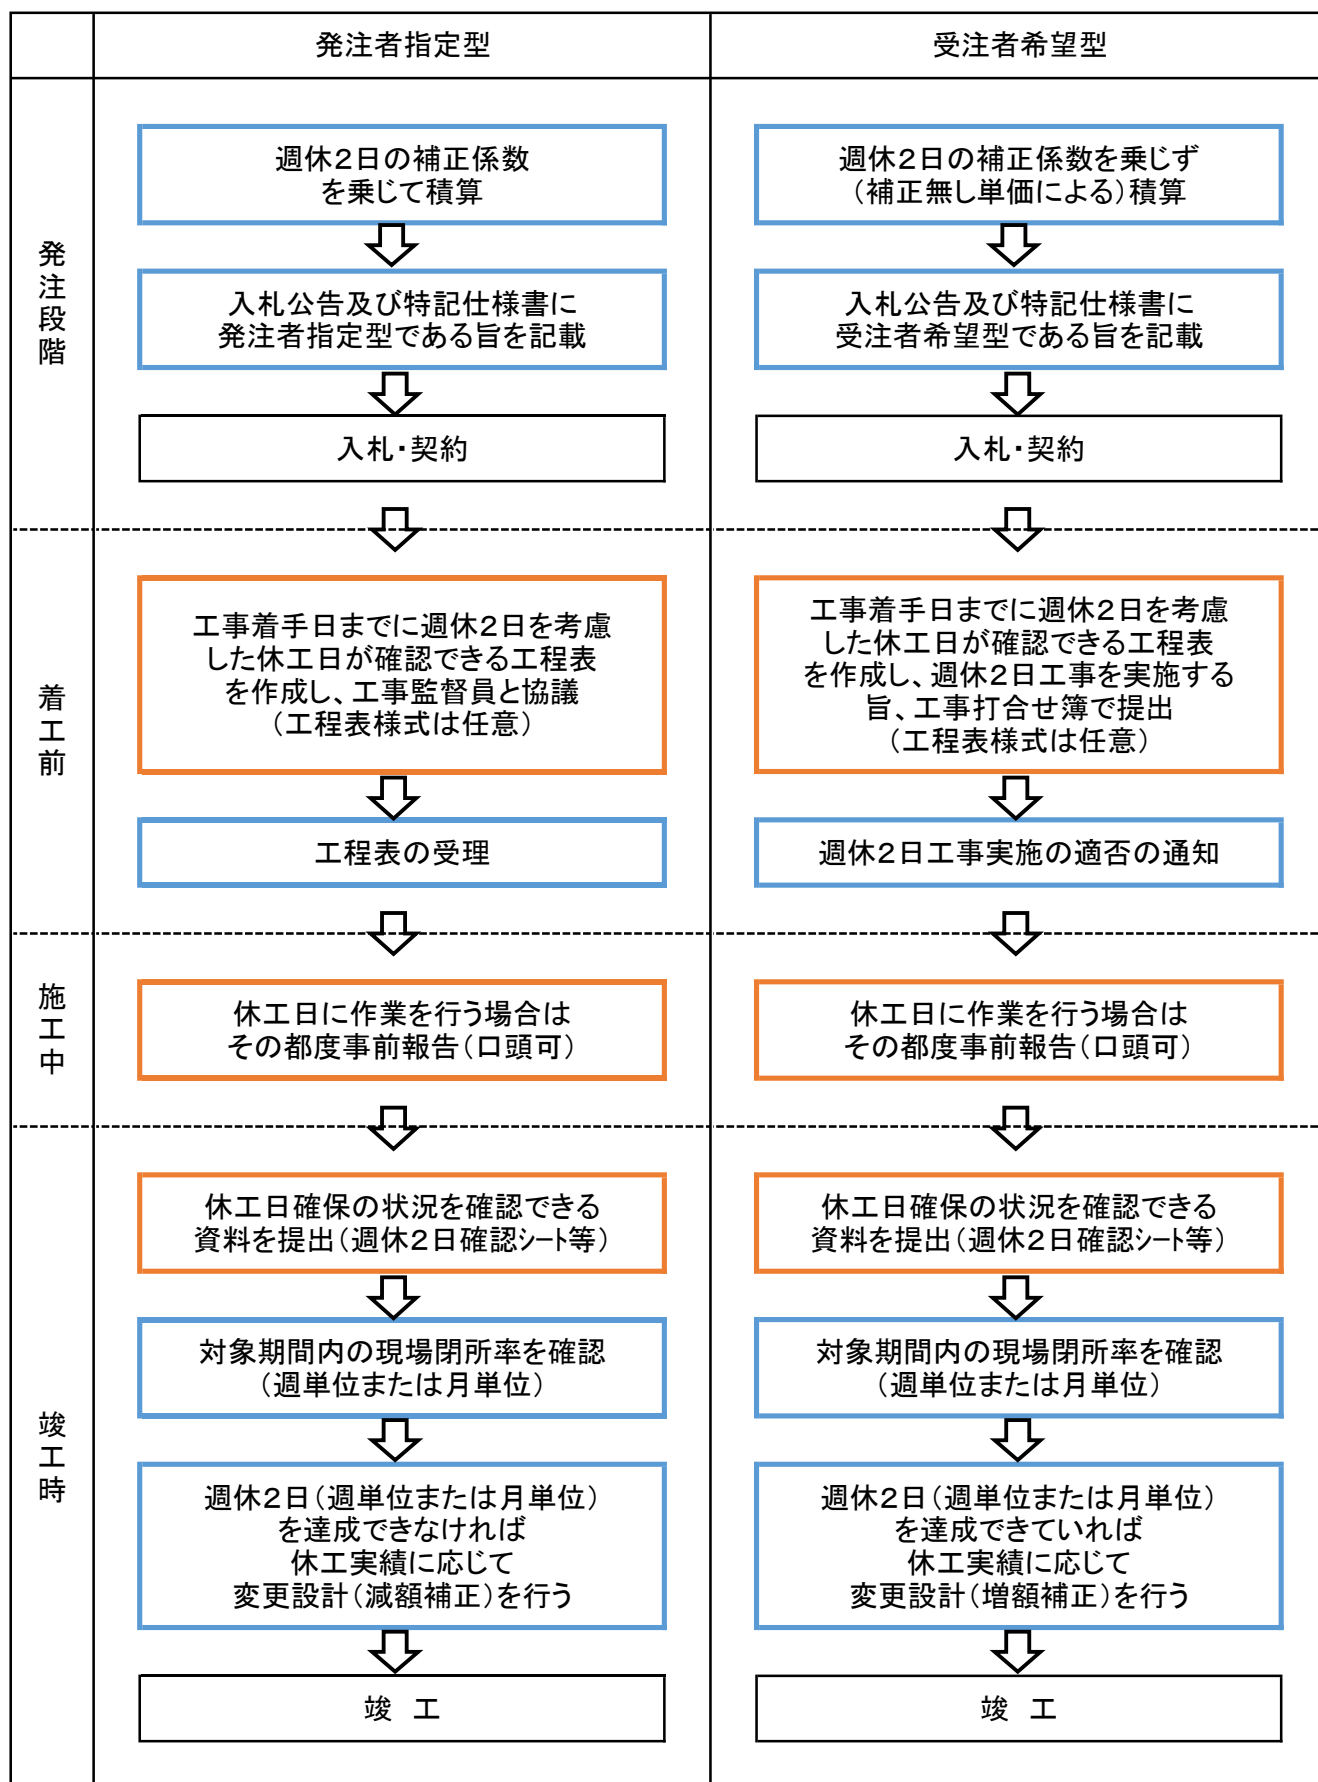 発注者指定型
受注者希望型
発注段階
週休２日の補正係数
を乗じて積算
入札公告及び特記仕様書に
発注者指定型である旨を記載
入札・契約
週休２日の補正係数を乗じず
（補正無し単価による）積算
入札公告及び特記仕様書に
受注者希望型である旨を記載
入札・契約
着工前
工事着手日までに週休２日を考慮
した休工日が確認できる工程表
を作成し、工事監督員と協議
（工程表様式は任意）
工程表の受理
工事着手日までに週休２日を考慮
した休工日が確認できる工程表
を作成し、週休２日工事を実施する
旨、工事打合せ簿で提出
（工程表様式は任意）
週休２日工事実施の適否の通知
施工中
休工日に作業を行う場合は
その都度事前報告（口頭可）
休工日に作業を行う場合は
その都度事前報告（口頭可）
竣工時
休工日確保の状況を確認できる
資料を提出（週休２日確認ｼｰﾄ等）
対象期間内の現場閉所率を確認
（週単位または月単位）
週休２日（週単位または月単位）
を達成できなければ
休工実績に応じて
変更設計（減額補正）を行う
竣　工
休工日確保の状況を確認できる
資料を提出（週休２日確認ｼｰﾄ等）
対象期間内の現場閉所率を確認
（週単位または月単位）
週休２日（週単位または月単位）
を達成できていれば
休工実績に応じて
変更設計（増額補正）を行う
竣　工